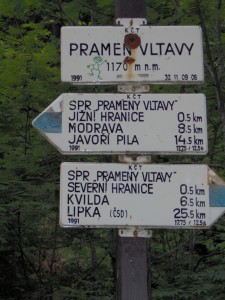 KČT
PRAMEN VLTAVY
1170 m n.m.
1991
KČT
SPR „PRAMENY VLTAVY"
JIŽNÍ HRANICE 0.5 km
MODRAVA 8.5 km
JAVOŘÍ PILA 14.5 km
1991
KČT
SPR „PRAMENY VLTAVY"
SEVERNÍ HRANICE 0.5 km
KVILDA 6.5 km
LIPKA (ČSD) 25.5 km
1991